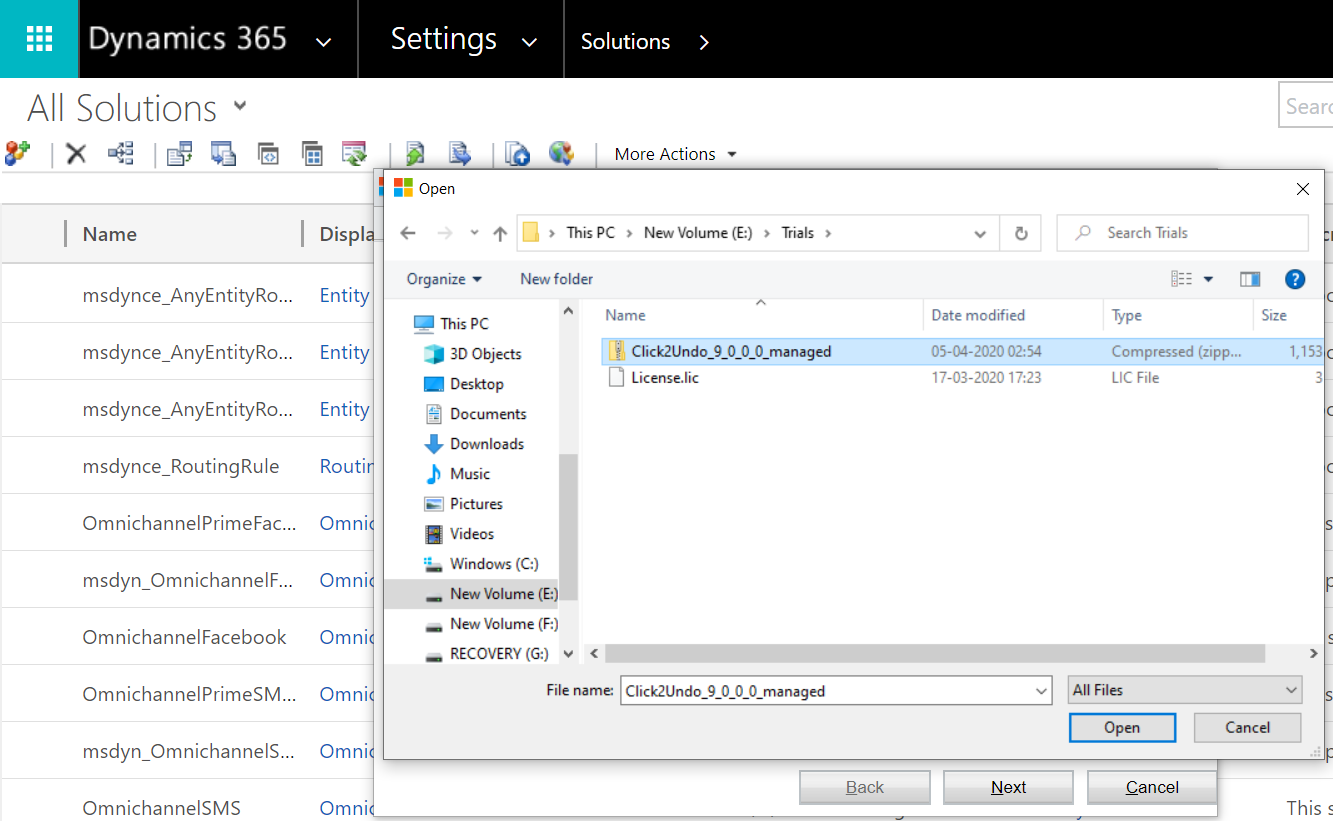 Dynamics 365 Settings Solutions
All Solutions
Searc
More Actions
Open
This PC New Volume (E:) Trials
Search Trials
Organize New folder
Name Displa
Name Date modified Type Size
This PC
3D Objects
Desktop
Documents
Downloads
Music
Pictures
Videos
Windows (C:)
New Volume (E:)
New Volume (F:)
RECOVERY (G:)
Click2Undo_9_0_0_0_managed 05-04-2020 02:54 Compressed (zipp... 1,153
License.lic 17-03-2020 17:23 LIC File 3
msdynce_AnyEntityRo... Entity
msdynce_AnyEntityRo... Entity
msdynce_AnyEntityRo... Entity
msdynce_RoutingRule Routin
OmnichannelPrimeFac... Omnic
msdyn_OmnichannelF... Omnic
OmnichannelFacebook Omnic
OmnichannelPrimeSM... Omnic
msdyn_OmnichannelS... Omnic
OmnichannelSMS Omnic
File name: Click2Undo_9_0_0_0_managed All Files
Open Cancel
Back Next Cancel
This s